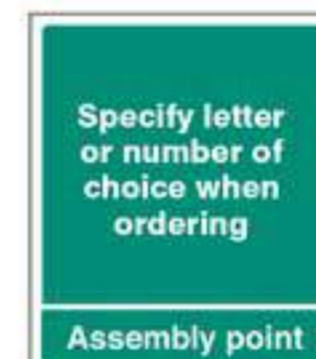 Specify letter
or number of
choice when
ordering
Assembly point